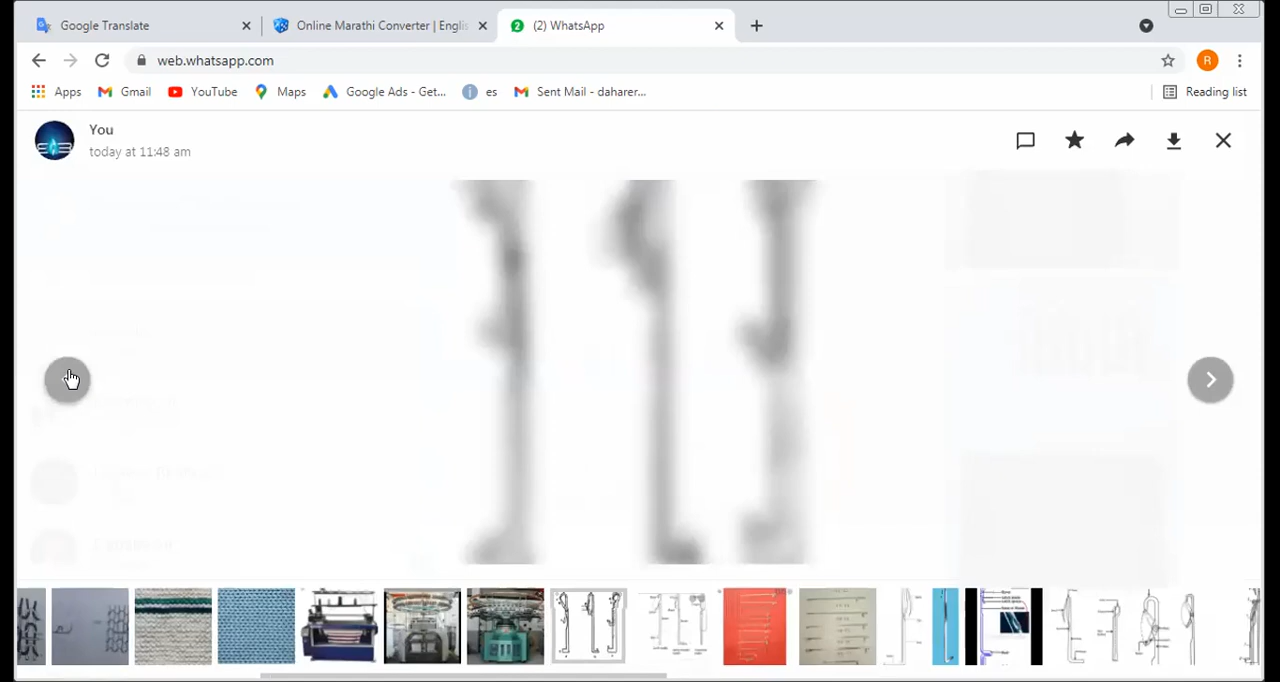 Google Translate
Online Marathi Converter | Englis
(2) WhatsApp
web.whatsapp.com
R
Apps
Gmail
YouTube
Maps
Google Ads - Get...
es
Sent Mail - daharer...
Reading list
You
today at 11:48 am